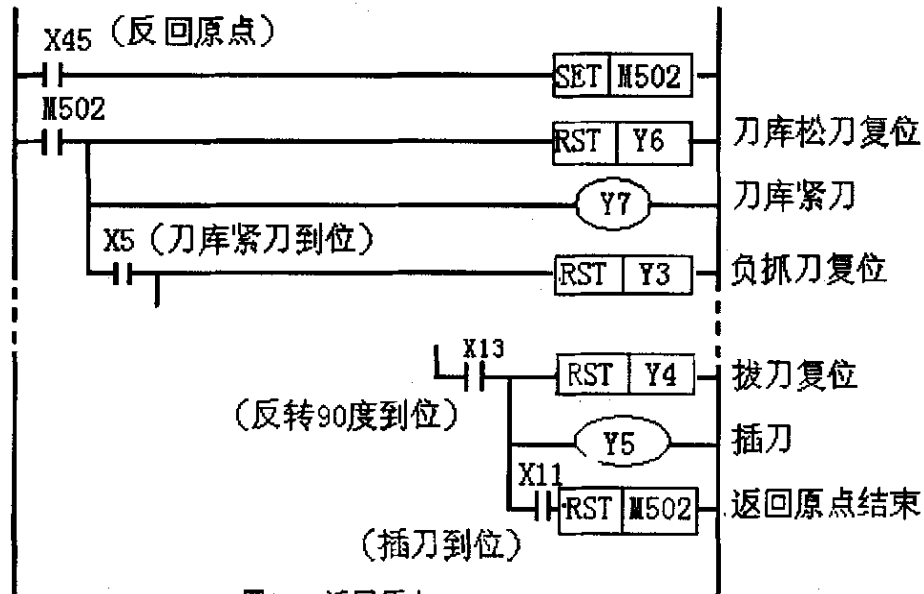 X45（反回原点）
SET M502
M502
RST Y6 刀库松刀复位
Y7 刀库紧刀
X5（刀库紧刀到位）
RST Y3 负抓刀复位
X13
RST Y4 拔刀复位
（反转90度到位）
Y5 插刀
X11
RST M502 返回原点结束
（插刀到位）